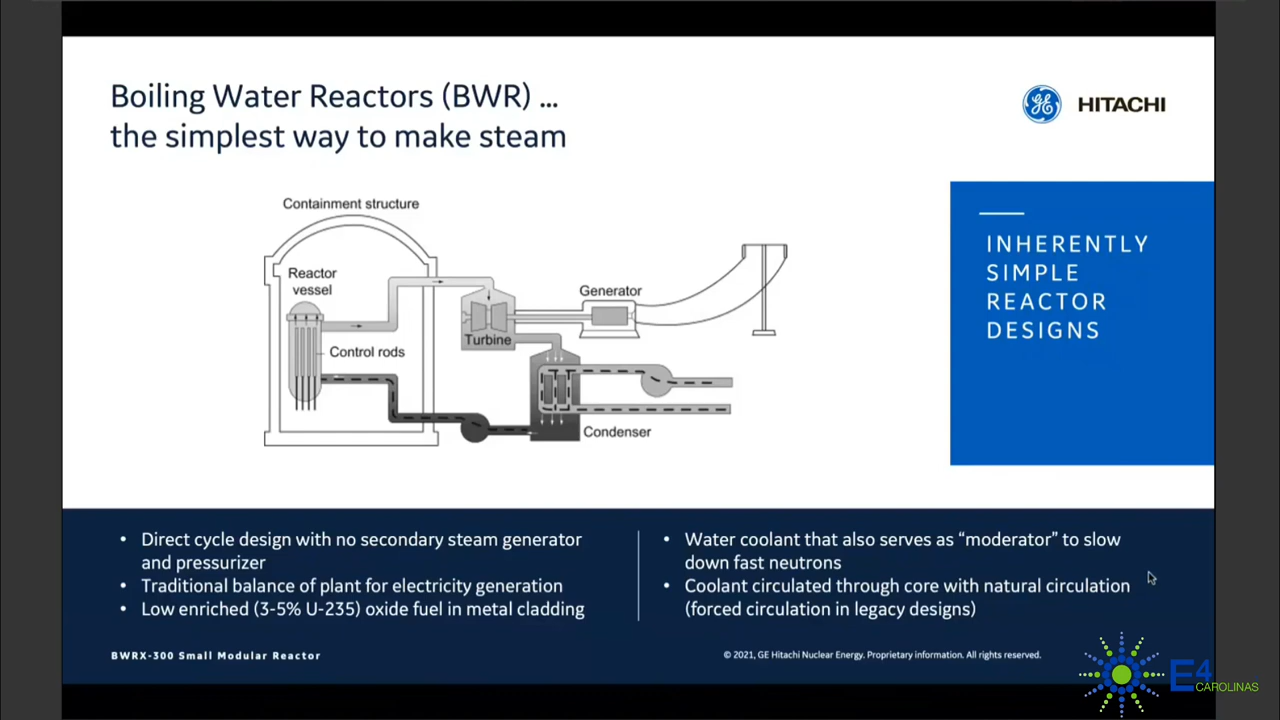 Boiling Water Reactors (BWR) ...
the simplest way to make steam
GE HITACHI
Containment structure
Reactor
vessel
Control rods
Turbine
Generator
Condenser
INHERENTLY
SIMPLE
REACTOR
DESIGNS
• Direct cycle design with no secondary steam generator
and pressurizer
• Traditional balance of plant for electricity generation
• Low enriched (3-5% U-235) oxide fuel in metal cladding
• Water coolant that also serves as “moderator” to slow
down fast neutrons
• Coolant circulated through core with natural circulation
(forced circulation in legacy designs)
BWRX-300 Small Modular Reactor
© 2021, GE Hitachi Nuclear Energy. Proprietary information. All rights reserved.
E4 CAROLINAS